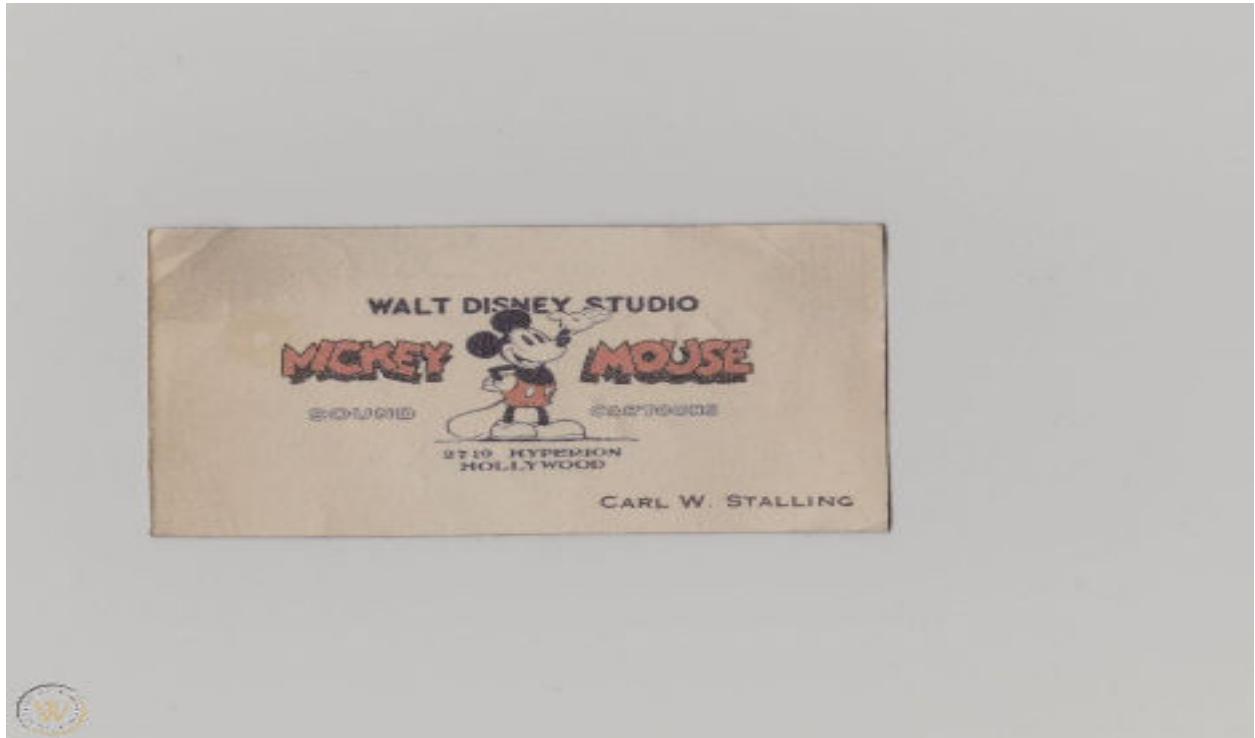 WALT DISNEY STUDIO
MICKEY MOUSE
SOUND CARTOONS
2719 HYPERION
HOLLYWOOD
CARL W. STALLING